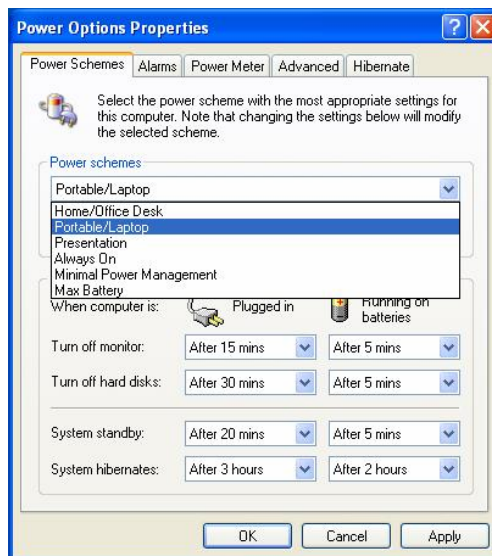 Power Options Properties
Power Schemes Alarms Power Meter Advanced Hibernate
Select the power scheme with the most appropriate settings for
this computer. Note that changing the settings below will modify
the selected scheme.
Power schemes
Portable/Laptop
Home/Office Desk
Portable/Laptop
Presentation
Always On
Minimal Power Management
Max Battery
When computer is: Plugged in Running on
batteries
Turn off monitor: After 15 mins After 5 mins
Turn off hard disks: After 30 mins After 5 mins
System standby: After 20 mins After 5 mins
System hibernates: After 3 hours After 2 hours
OK Cancel Apply